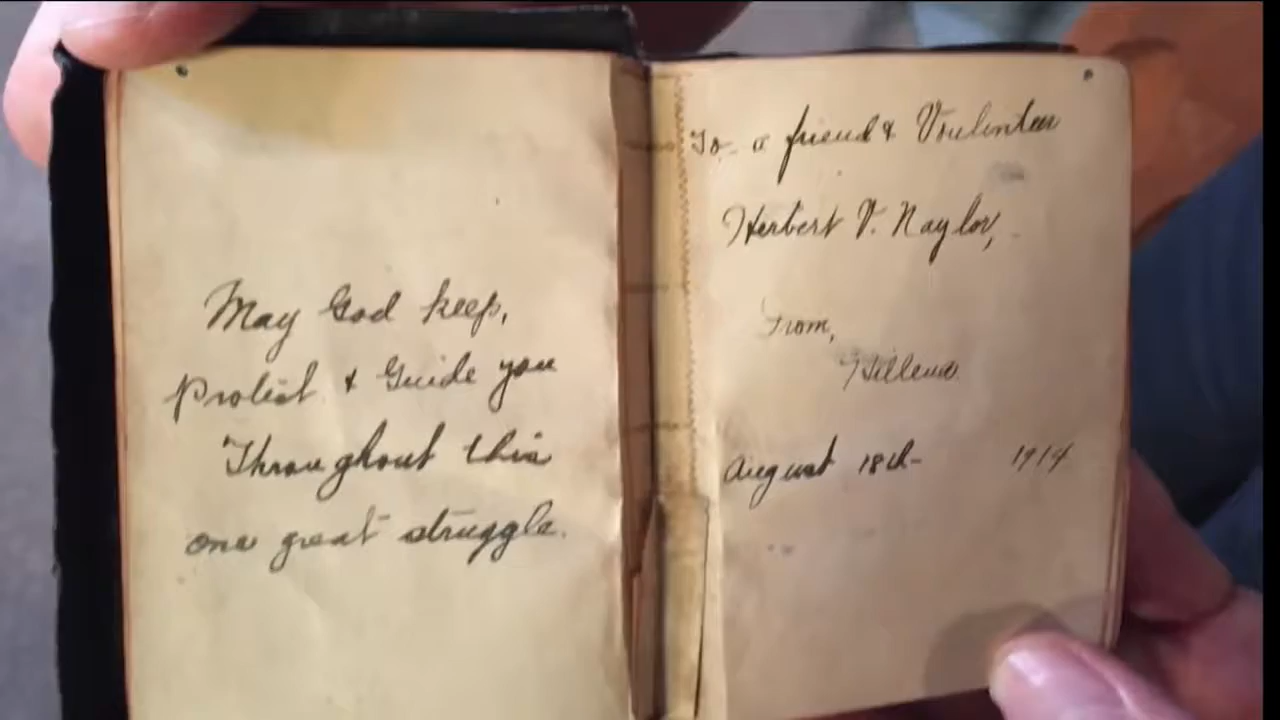 May God keep,
Protect & Guide you
Throughout this
one great struggle.
To a friend & Voulinteer
Herbert V. Naylor,
From,
August 18th 1914